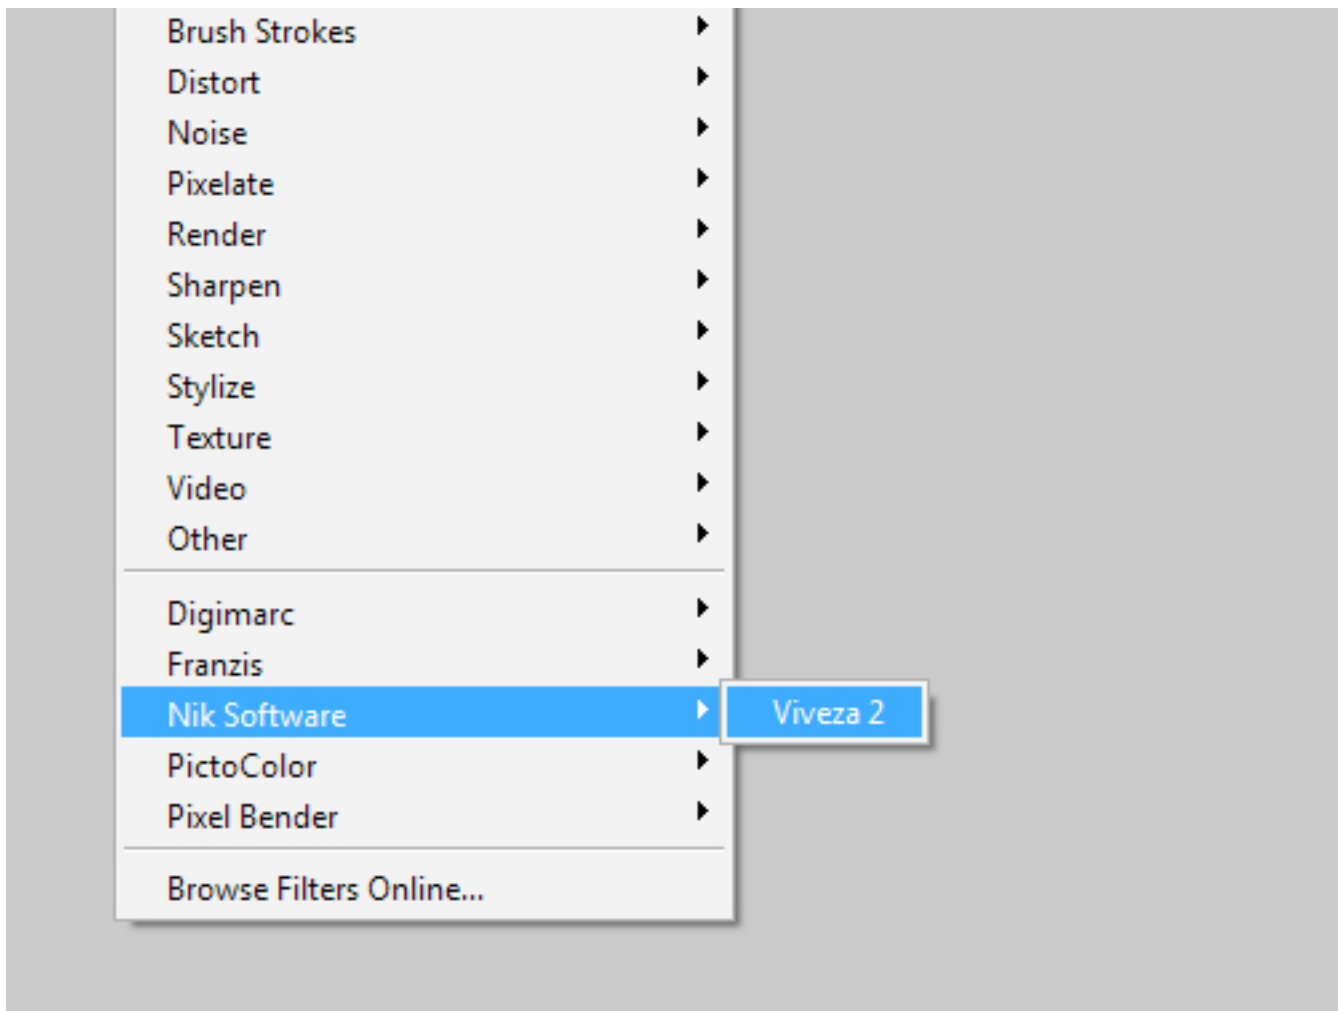 Brush Strokes
Distort
Noise
Pixelate
Render
Sharpen
Sketch
Stylize
Texture
Video
Other
Digimarc
Franzis
Nik Software
Viveza 2
PictoColor
Pixel Bender
Browse Filters Online...